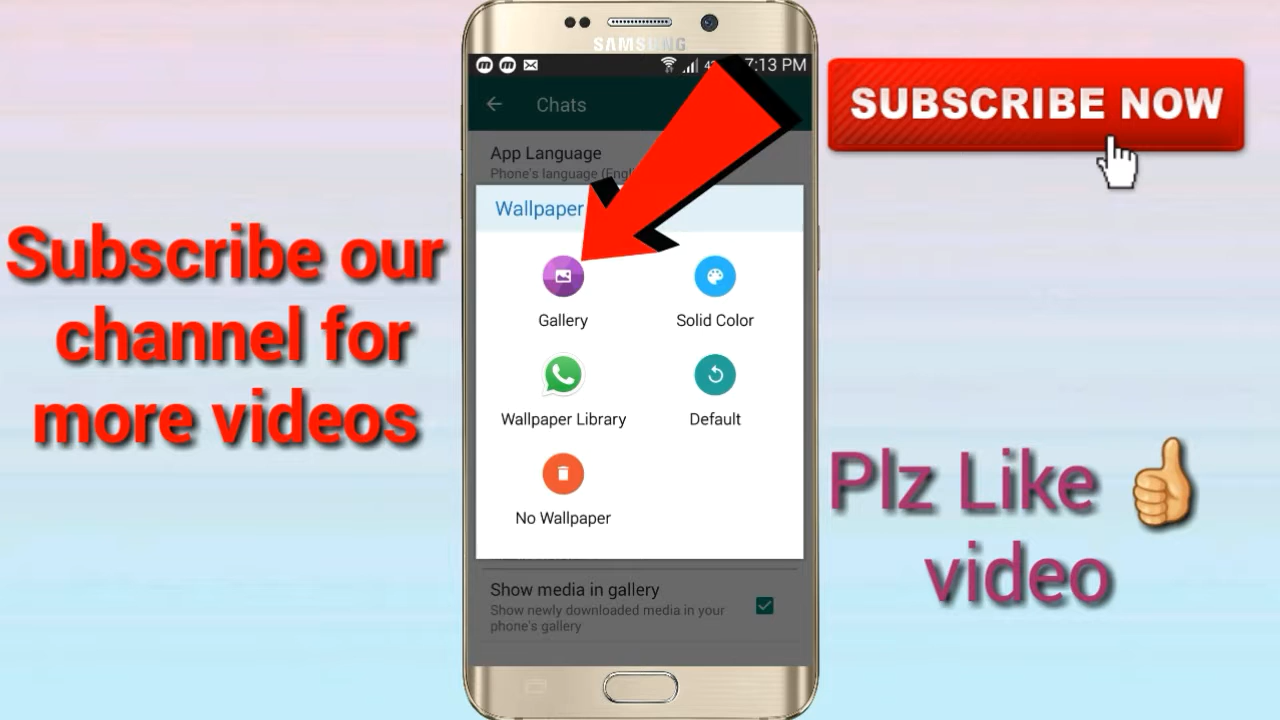 SAMSUNG
7:13 PM
Chats
App Language
Phone's language
Wallpaper
Gallery
Solid Color
Wallpaper Library
Default
No Wallpaper
Show media in gallery
Show newly downloaded media in your
phone's gallery
Subscribe our
channel for
more videos
SUBSCRIBE NOW
Plz Like 👍
video